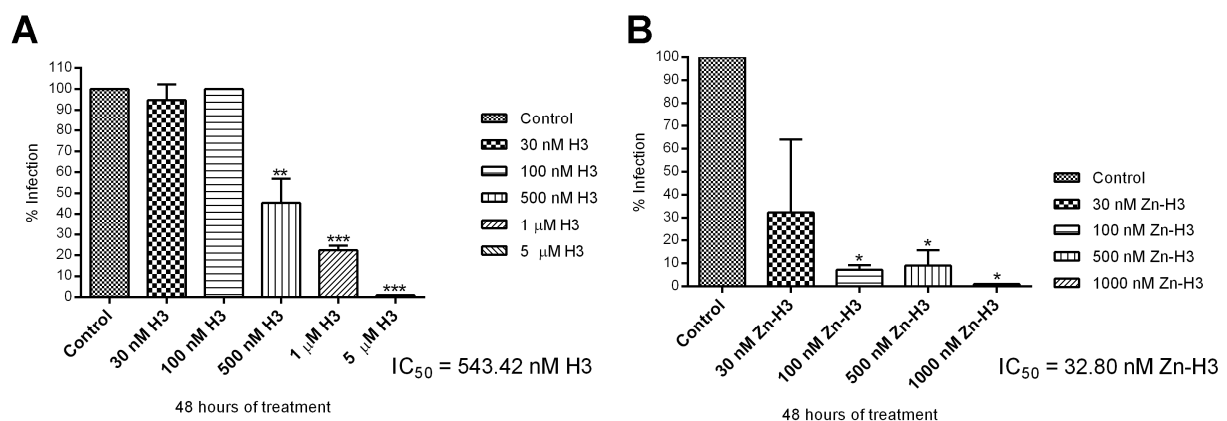 A
% Infection
110
100
90
80
70
60
50
40
30
20
10
0
**
***
***
Control
30 nM H3
100 nM H3
500 nM H3
1 μM H3
5 μM H3
48 hours of treatment
Control
30 nM H3
100 nM H3
500 nM H3
1 μM H3
5 μM H3
IC50 = 543.42 nM H3
B
% Infection
100
90
80
70
60
50
40
30
20
10
0
*
*
*
Control
30 nM Zn-H3
100 nM Zn-H3
500 nM Zn-H3
1000 nM Zn-H3
48 hours of treatment
Control
30 nM Zn-H3
100 nM Zn-H3
500 nM Zn-H3
1000 nM Zn-H3
IC50 = 32.80 nM Zn-H3